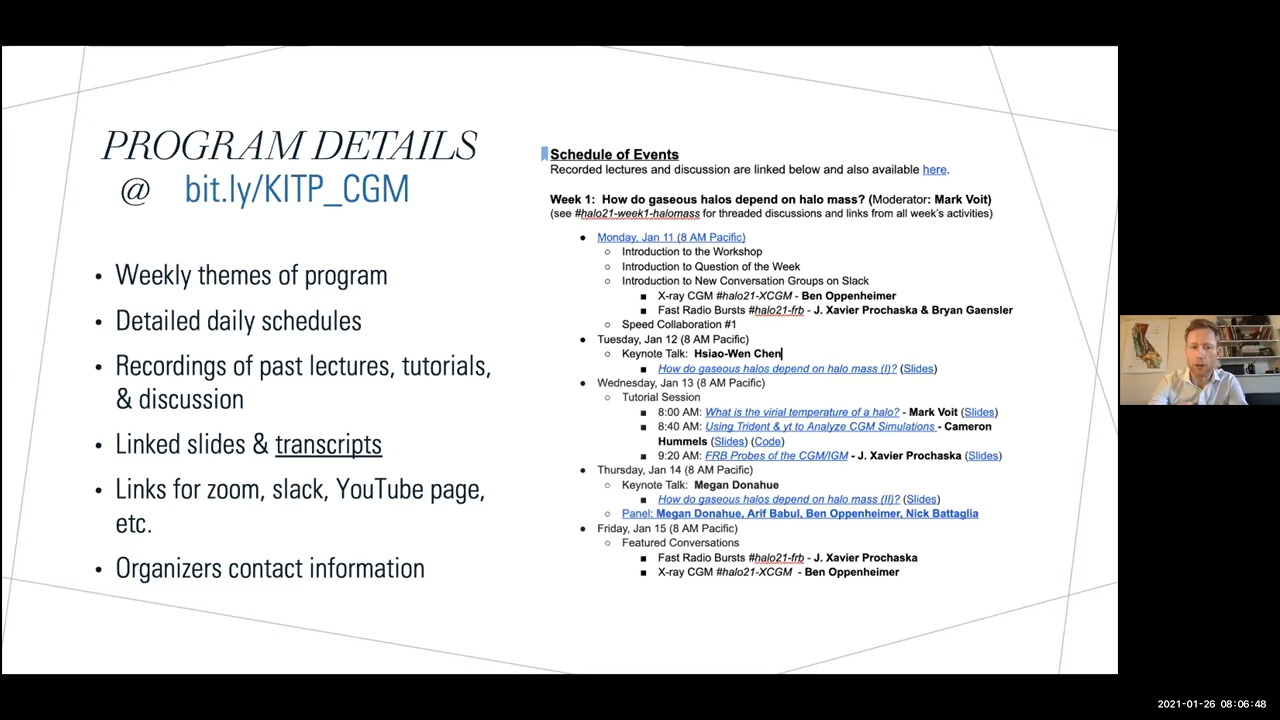 PROGRAM DETAILS
@ bit.ly/KITP_CGM
• Weekly themes of program
• Detailed daily schedules
• Recordings of past lectures, tutorials,
& discussion
• Linked slides & transcripts
• Links for zoom, slack, YouTube page,
etc.
• Organizers contact information
Schedule of Events
Recorded lectures and discussion are linked below and also available here.
Week 1: How do gaseous halos depend on halo mass? (Moderator: Mark Voit)
(see #halo21-week1-halomass for threaded discussions and links from all week's activities)
● Monday, Jan 11 (8 AM Pacific)
○ Introduction to the Workshop
○ Introduction to Question of the Week
○ Introduction to New Conversation Groups on Slack
■ X-ray CGM #halo21-XCGM - Ben Oppenheimer
■ Fast Radio Bursts #halo21-frb - J. Xavier Prochaska & Bryan Gaensler
○ Speed Collaboration #1
● Tuesday, Jan 12 (8 AM Pacific)
○ Keynote Talk: Hsiao-Wen Chen
■ How do gaseous halos depend on halo mass (I)? (Slides)
● Wednesday, Jan 13 (8 AM Pacific)
○ Tutorial Session
■ 8:00 AM: What is the virial temperature of a halo? - Mark Voit (Slides)
■ 8:40 AM: Using Trident & yt to Analyze CGM Simulations - Cameron
Hummels (Slides) (Code)
■ 9:20 AM: FRB Probes of the CGM/IGM - J. Xavier Prochaska (Slides)
● Thursday, Jan 14 (8 AM Pacific)
○ Keynote Talk: Megan Donahue
■ How do gaseous halos depend on halo mass (II)? (Slides)
○ Panel: Megan Donahue, Arif Babul, Ben Oppenheimer, Nick Battaglia
● Friday, Jan 15 (8 AM Pacific)
○ Featured Conversations
■ Fast Radio Bursts #halo21-frb - J. Xavier Prochaska
■ X-ray CGM #halo21-XCGM - Ben Oppenheimer
2021-01-26 08:06:48